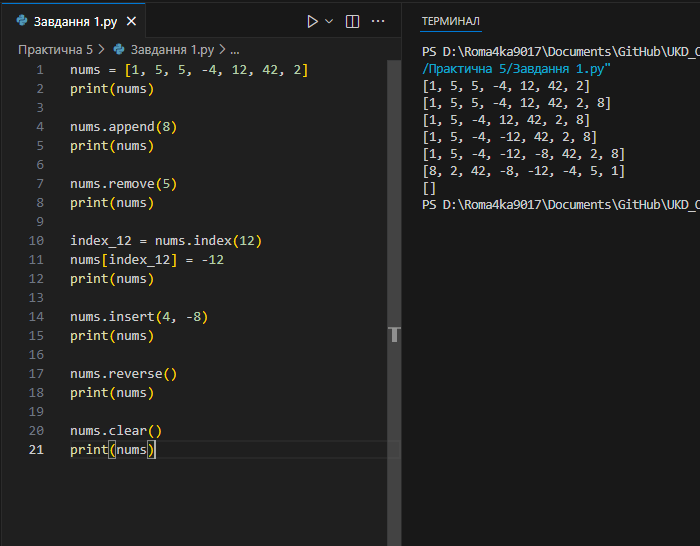 Завдання 1.py
Практична 5 > Завдання 1.py > ...
1 nums = [1, 5, 5, -4, 12, 42, 2]
2 print(nums)
3
4 nums.append(8)
5 print(nums)
6
7 nums.remove(5)
8 print(nums)
9
10 index_12 = nums.index(12)
11 nums[index_12] = -12
12 print(nums)
13
14 nums.insert(4, -8)
15 print(nums)
16
17 nums.reverse()
18 print(nums)
19
20 nums.clear()
21 print(nums)
ТЕРМІНАЛ
PS D:\Roma4ka9017\Documents\GitHub\UKD_
/Практична 5/Завдання 1.py"
[1, 5, 5, -4, 12, 42, 2]
[1, 5, 5, -4, 12, 42, 2, 8]
[1, 5, -4, 12, 42, 2, 8]
[1, 5, -4, -12, 42, 2, 8]
[1, 5, -4, -12, -8, 42, 2, 8]
[8, 2, 42, -8, -12, -4, 5, 1]
[]
PS D:\Roma4ka9017\Documents\GitHub\UKD_